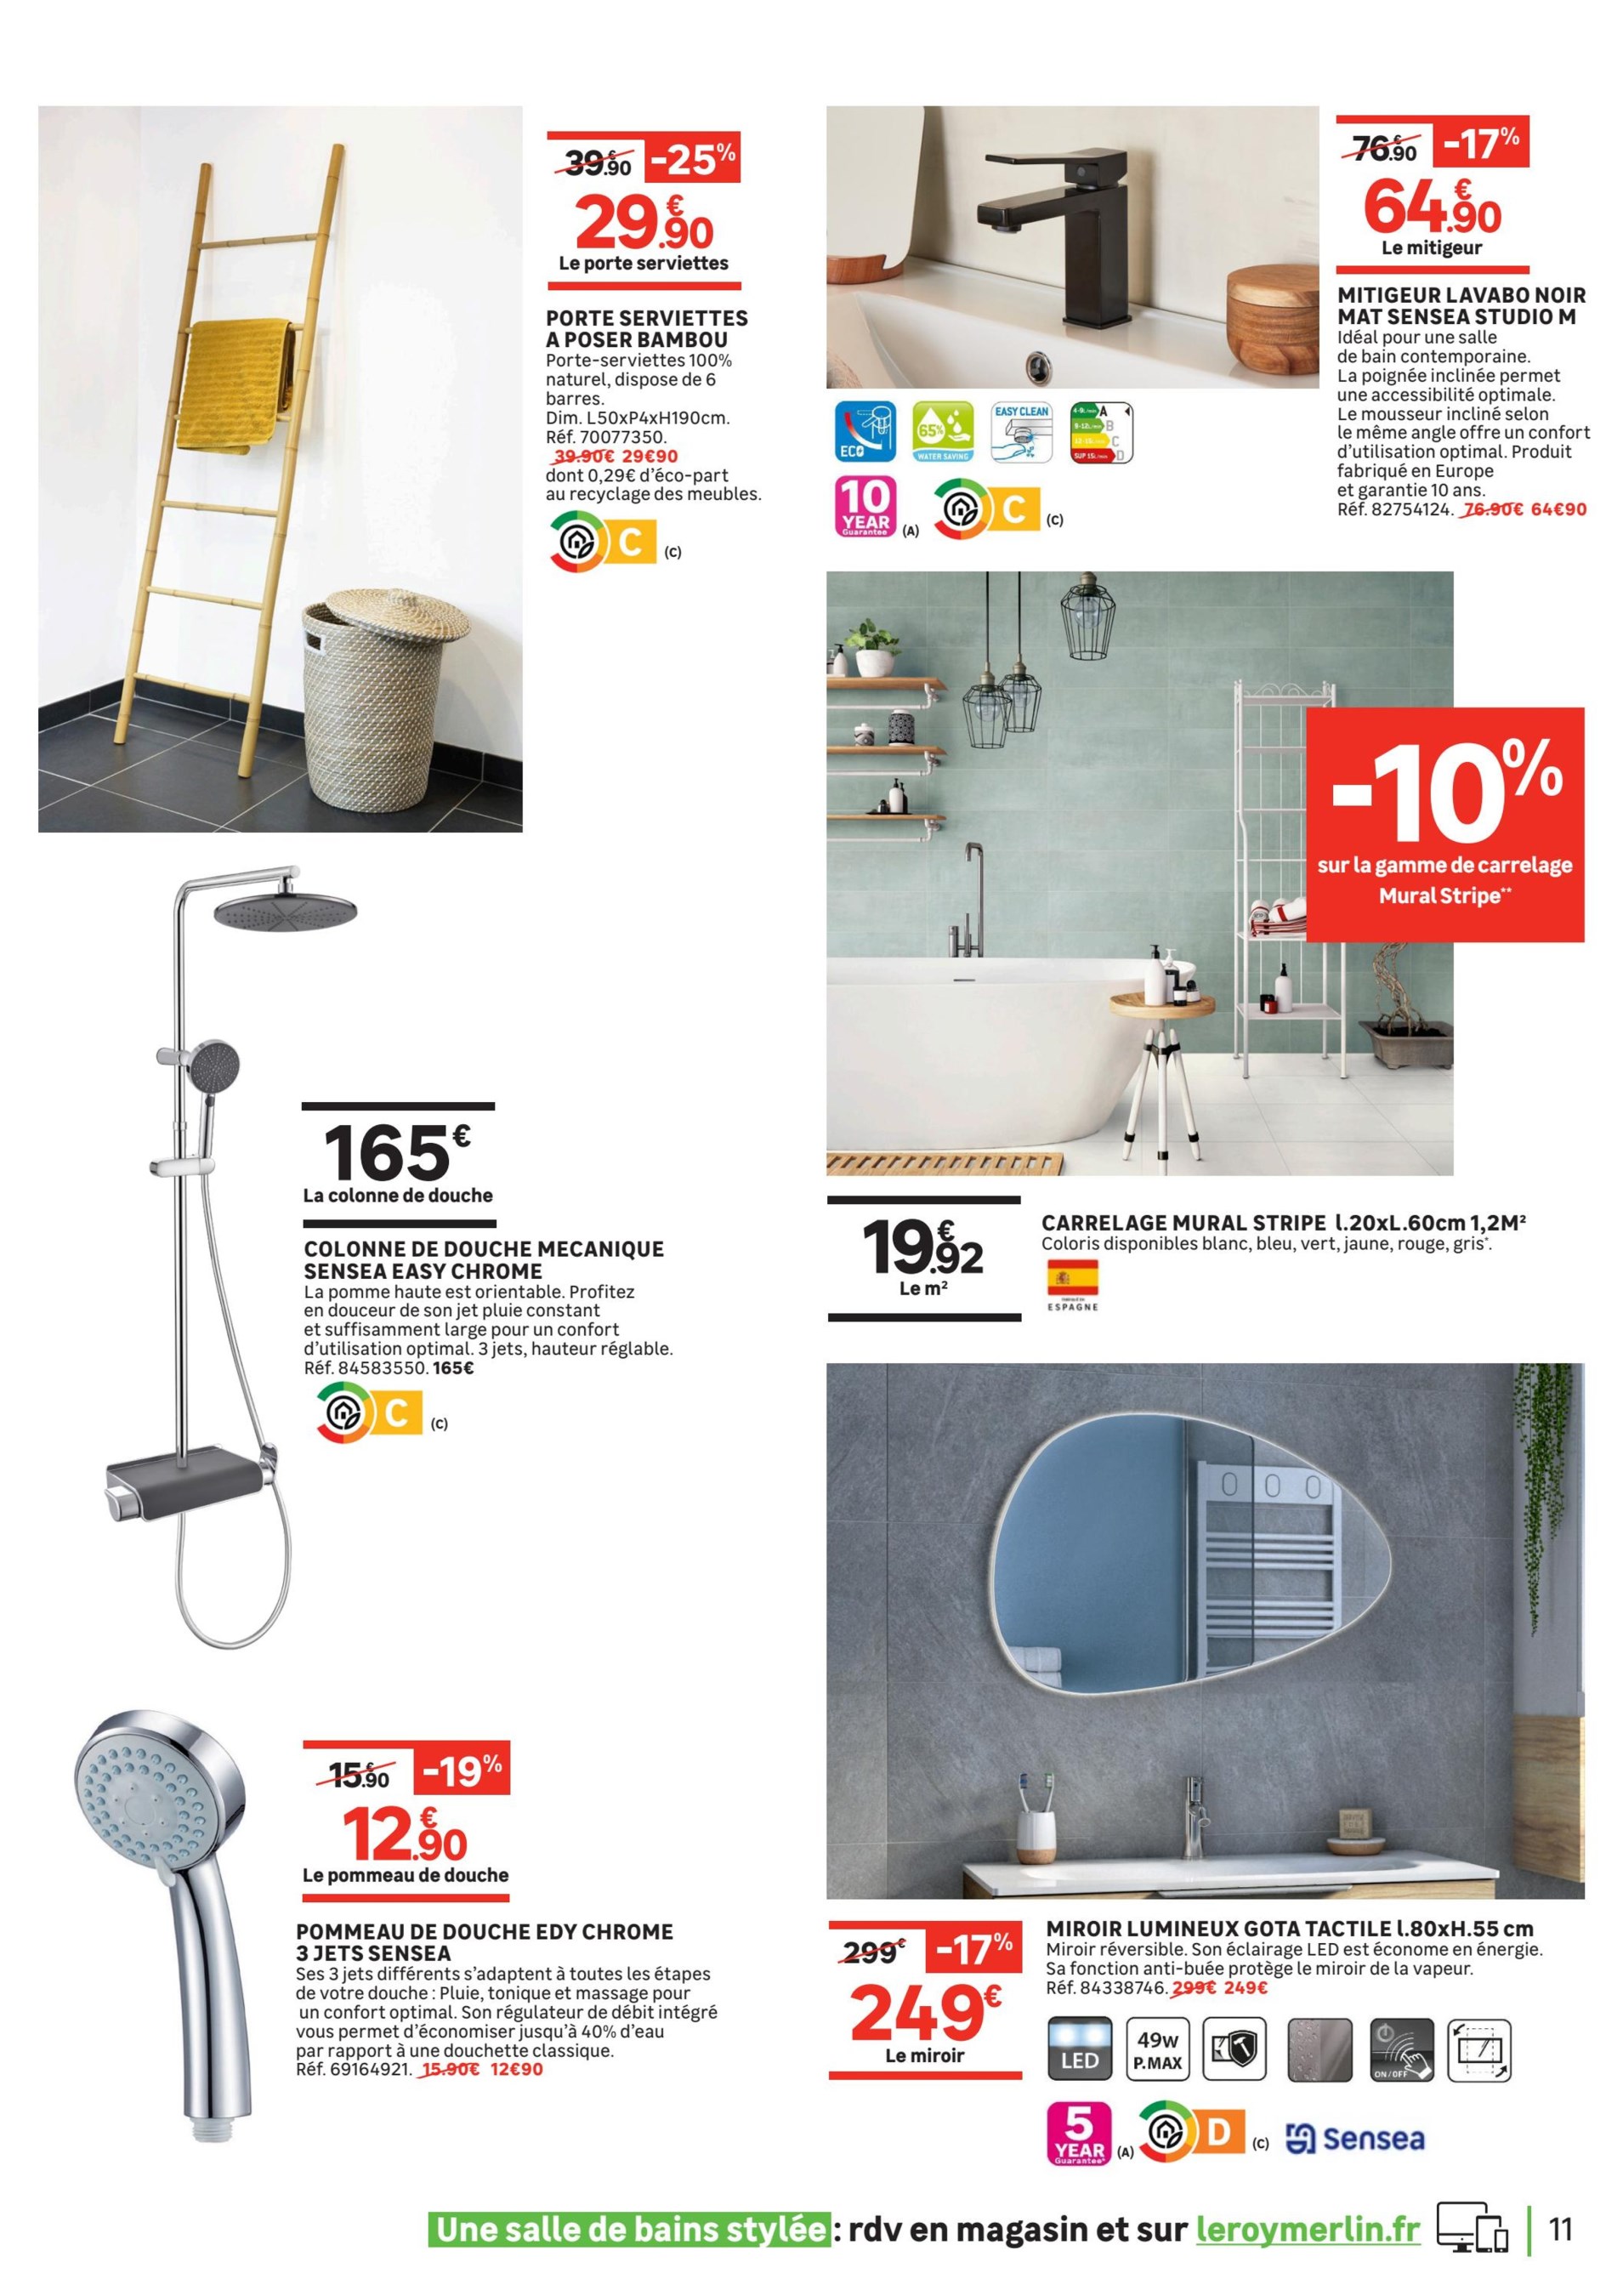 39€90 -25%
29€90
Le porte serviettes
PORTE SERVIETTES
A POSER BAMBOU
Porte-serviettes 100%
naturel, dispose de 6
barres.
Dim. L50xP4xH190cm.
Réf. 70077350.
39.90€ 29€90
dont 0,29€ d'éco-part
au recyclage des meubles.
C (C)
76€90 -17%
64€90
Le mitigeur
MITIGEUR LAVABO NOIR
MAT SENSEA STUDIO M
Idéal pour une salle
de bain contemporaine.
La poignée inclinée permet
une accessibilité optimale.
Le mousseur incliné selon
le même angle offre un confort
d'utilisation optimal. Produit
fabriqué en Europe
et garantie 10 ans.
Réf. 82754124. 76.90€ 64€90
ECO
65%
WATER SAVING
EASY CLEAN
A
B
C
SUP 15L/min D
10
YEAR
Guarantee (A)
C (C)
-10%
sur la gamme de carrelage
Mural Stripe**
19€92
Le m²
CARRELAGE MURAL STRIPE l.20xL.60cm 1,2M²
Coloris disponibles blanc, bleu, vert, jaune, rouge, gris*.
ESPAGNE
165€
La colonne de douche
COLONNE DE DOUCHE MECANIQUE
SENSEA EASY CHROME
La pomme haute est orientable. Profitez
en douceur de son jet pluie constant
et suffisamment large pour un confort
d'utilisation optimal. 3 jets, hauteur réglable.
Réf. 84583550. 165€
C (C)
15€90 -19%
12€90
Le pommeau de douche
POMMEAU DE DOUCHE EDY CHROME
3 JETS SENSEA
Ses 3 jets différents s'adaptent à toutes les étapes
de votre douche : Pluie, tonique et massage pour
un confort optimal. Son régulateur de débit intégré
vous permet d'économiser jusqu'à 40% d'eau
par rapport à une douchette classique.
Réf. 69164921. 15.90€ 12€90
299€ -17%
249€
Le miroir
MIROIR LUMINEUX GOTA TACTILE l.80xH.55 cm
Miroir réversible. Son éclairage LED est économe en énergie.
Sa fonction anti-buée protège le miroir de la vapeur.
Réf. 84338746. 299€ 249€
LED
49w
P.MAX
ON/OFF
5
YEAR
Guarantee* (A)
D (C)
Sensea
Une salle de bains stylée : rdv en magasin et sur leroymerlin.fr
11